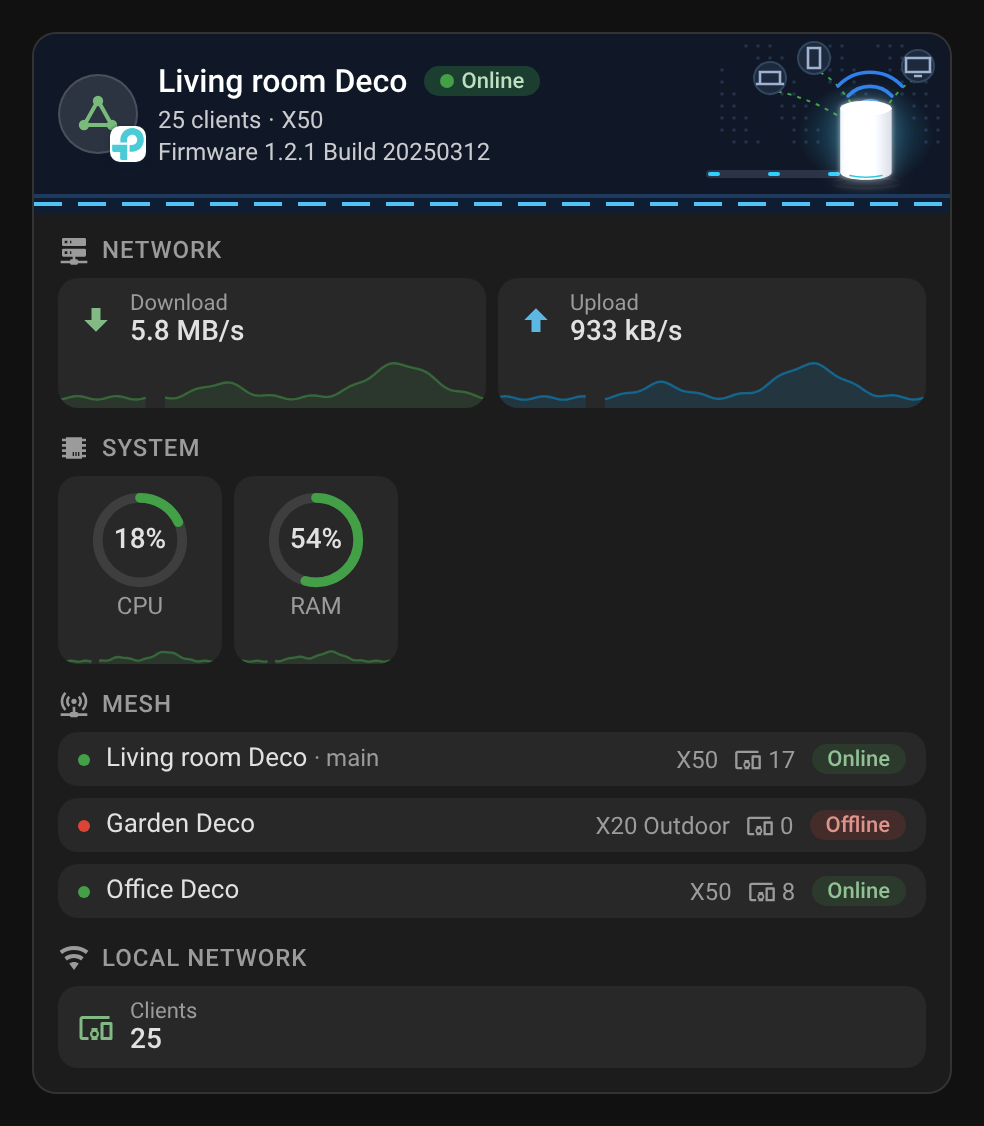 Living room Deco
Online
25 clients · X50
Firmware 1.2.1 Build 20250312
NETWORK
Download
5.8 MB/s
Upload
933 kB/s
SYSTEM
18%
CPU
54%
RAM
MESH
Living room Deco · main X50 17 Online
Garden Deco X20 Outdoor 0 Offline
Office Deco X50 8 Online
LOCAL NETWORK
Clients
25